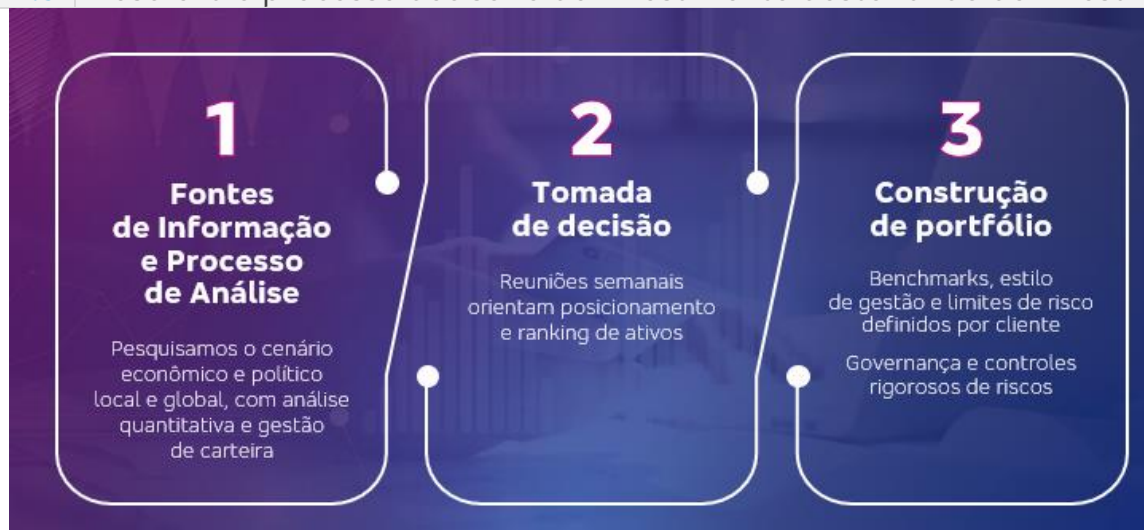 1
Fontes
de Informação
e Processo
de Análise
Pesquisamos o cenário
econômico e político
local e global, com análise
quantitativa e gestão
de carteira
2
Tomada
de decisão
Reuniões semanais
orientam posicionamento
e ranking de ativos
3
Construção
de portfólio
Benchmarks, estilo
de gestão e limites de risco
definidos por cliente
Governança e controles
rigorosos de riscos